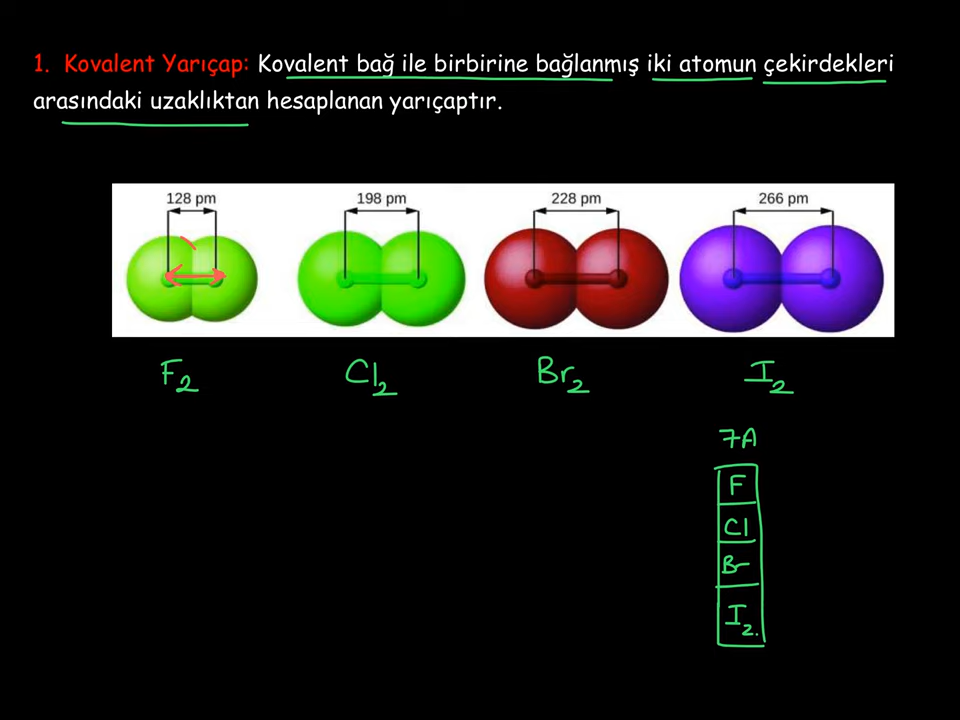 1. Kovalent Yarıçap: Kovalent bağ ile birbirine bağlanmış iki atomun çekirdekleri
arasındaki uzaklıktan hesaplanan yarıçaptır.
128 pm 198 pm 228 pm 266 pm
F2 Cl2 Br2 I2
7A
F
Cl
Br
I2.